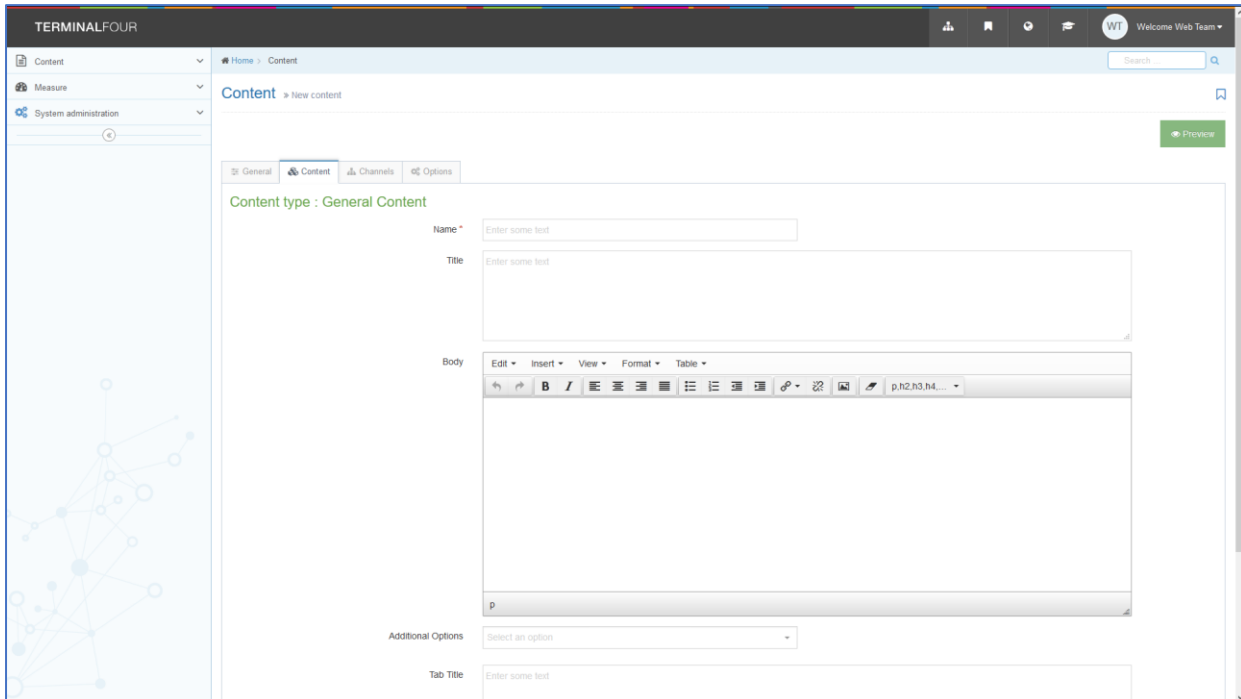 TERMINALFOUR
WT Welcome Web Team
Content
Home > Content
Search ...
Measure
Content » New content
System administration
Preview
General Content Channels Options
Content type : General Content
Name *
Enter some text
Title
Enter some text
Body
Edit Insert View Format Table
B I p,h2,h3,h4,...
p
Additional Options
Select an option
Tab Title
Enter some text